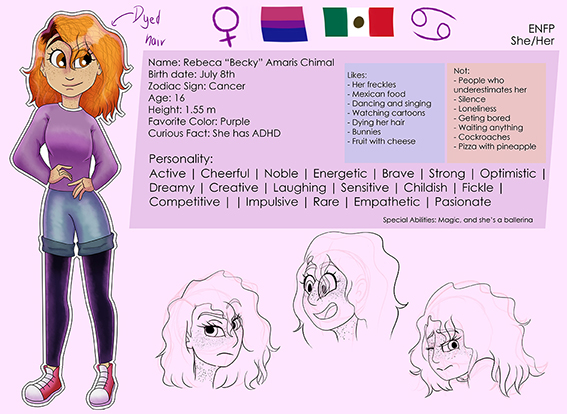 Dyed
hair
ENFP
She/Her
Name: Rebeca “Becky” Amaris Chimal
Birth date: July 8th
Zodiac Sign: Cancer
Age: 16
Height: 1.55 m
Favorite Color: Purple
Curious Fact: She has ADHD
Likes:
- Her freckles
- Mexican food
- Dancing and singing
- Watching cartoons
- Dying her hair
- Bunnies
- Fruit with cheese
Not:
- People who
underestimates her
- Silence
- Loneliness
- Geting bored
- Waiting anything
- Cockroaches
- Pizza with pineapple
Personality:
Active | Cheerful | Noble | Energetic | Brave | Strong | Optimistic |
Dreamy | Creative | Laughing | Sensitive | Childish | Fickle |
Competitive | | Impulsive | Rare | Empathetic | Pasionate
Special Abilities: Magic, and she's a ballerina